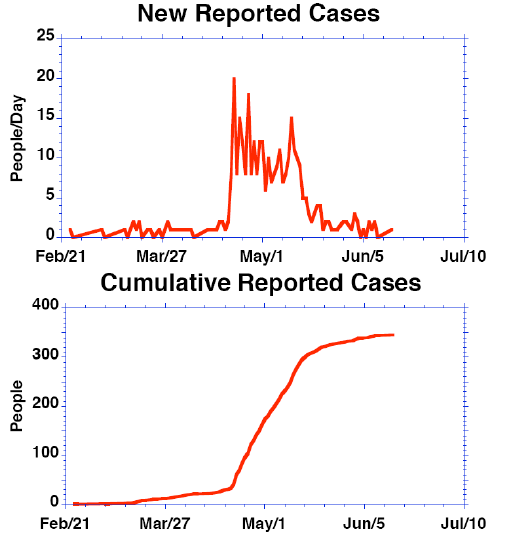 New Reported Cases
25
20
15
10
5
0
People/Day
Feb/21 Mar/27 May/1 Jun/5 Jul/10
Cumulative Reported Cases
400
300
200
100
0
People
Feb/21 Mar/27 May/1 Jun/5 Jul/10